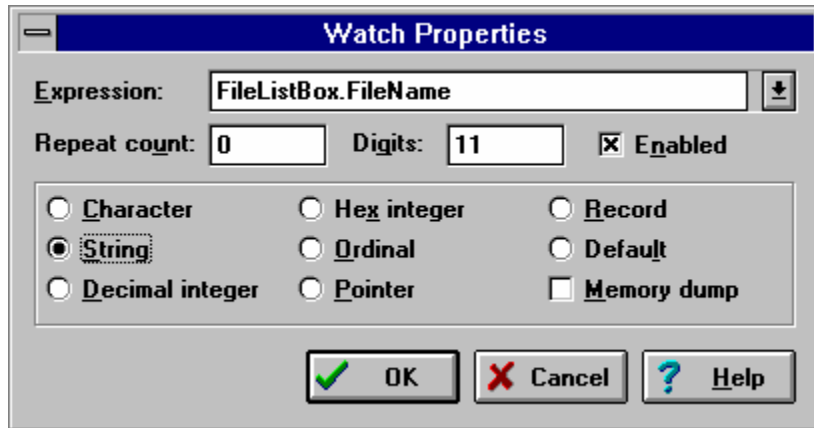 Watch Properties
Expression: FileListBox.FileName
Repeat count: 0 Digits: 11 Enabled
Character Hex integer Record
String Ordinal Default
Decimal integer Pointer Memory dump
OK Cancel ? Help